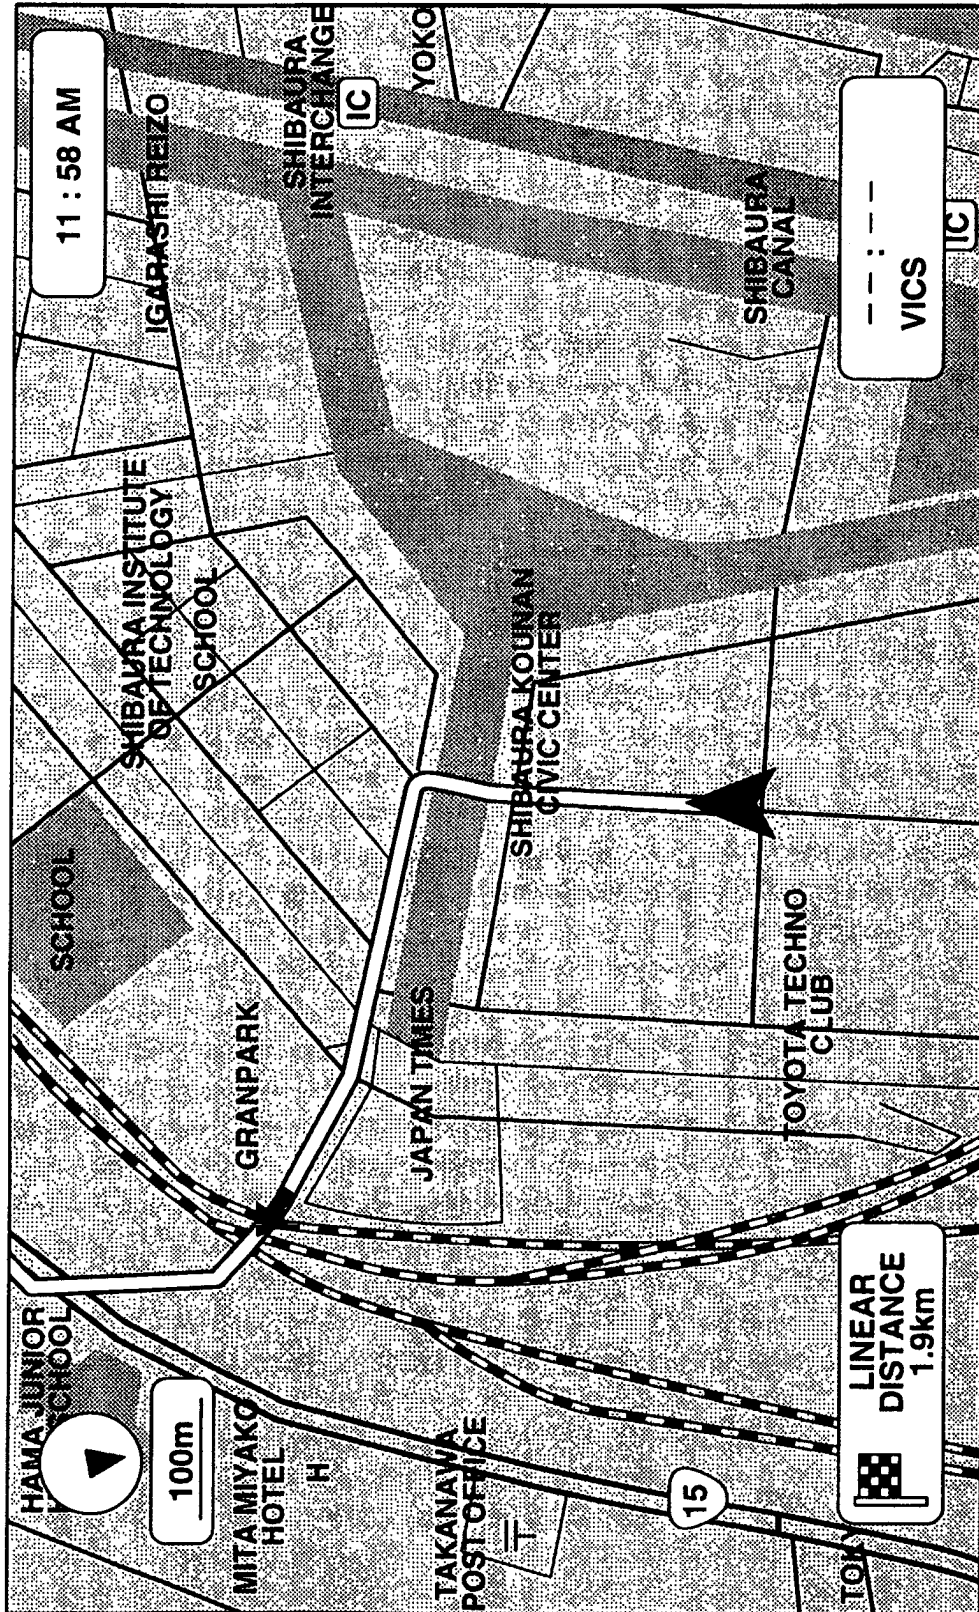 HAMA JUNIOR
SCHOOL
SCHOOL
11 : 58 AM
100m
SHIBAURA INSTITUTE
OF TECHNOLOGY
SCHOOL
IGARASHI REIZO
MITA MIYAKO
HOTEL
H
GRANPARK
SHIBAURA
INTERCHANGE
IC
JAPAN TIMES
YOKO
TAKANAWA
POST OFFICE
SHIBAURA KOUNAN
CIVIC CENTER
15
TOYOTA TECHNO
CLUB
SHIBAURA
CANAL
TOKY
LINEAR
DISTANCE
1.9km
-- : --
VICS
IC